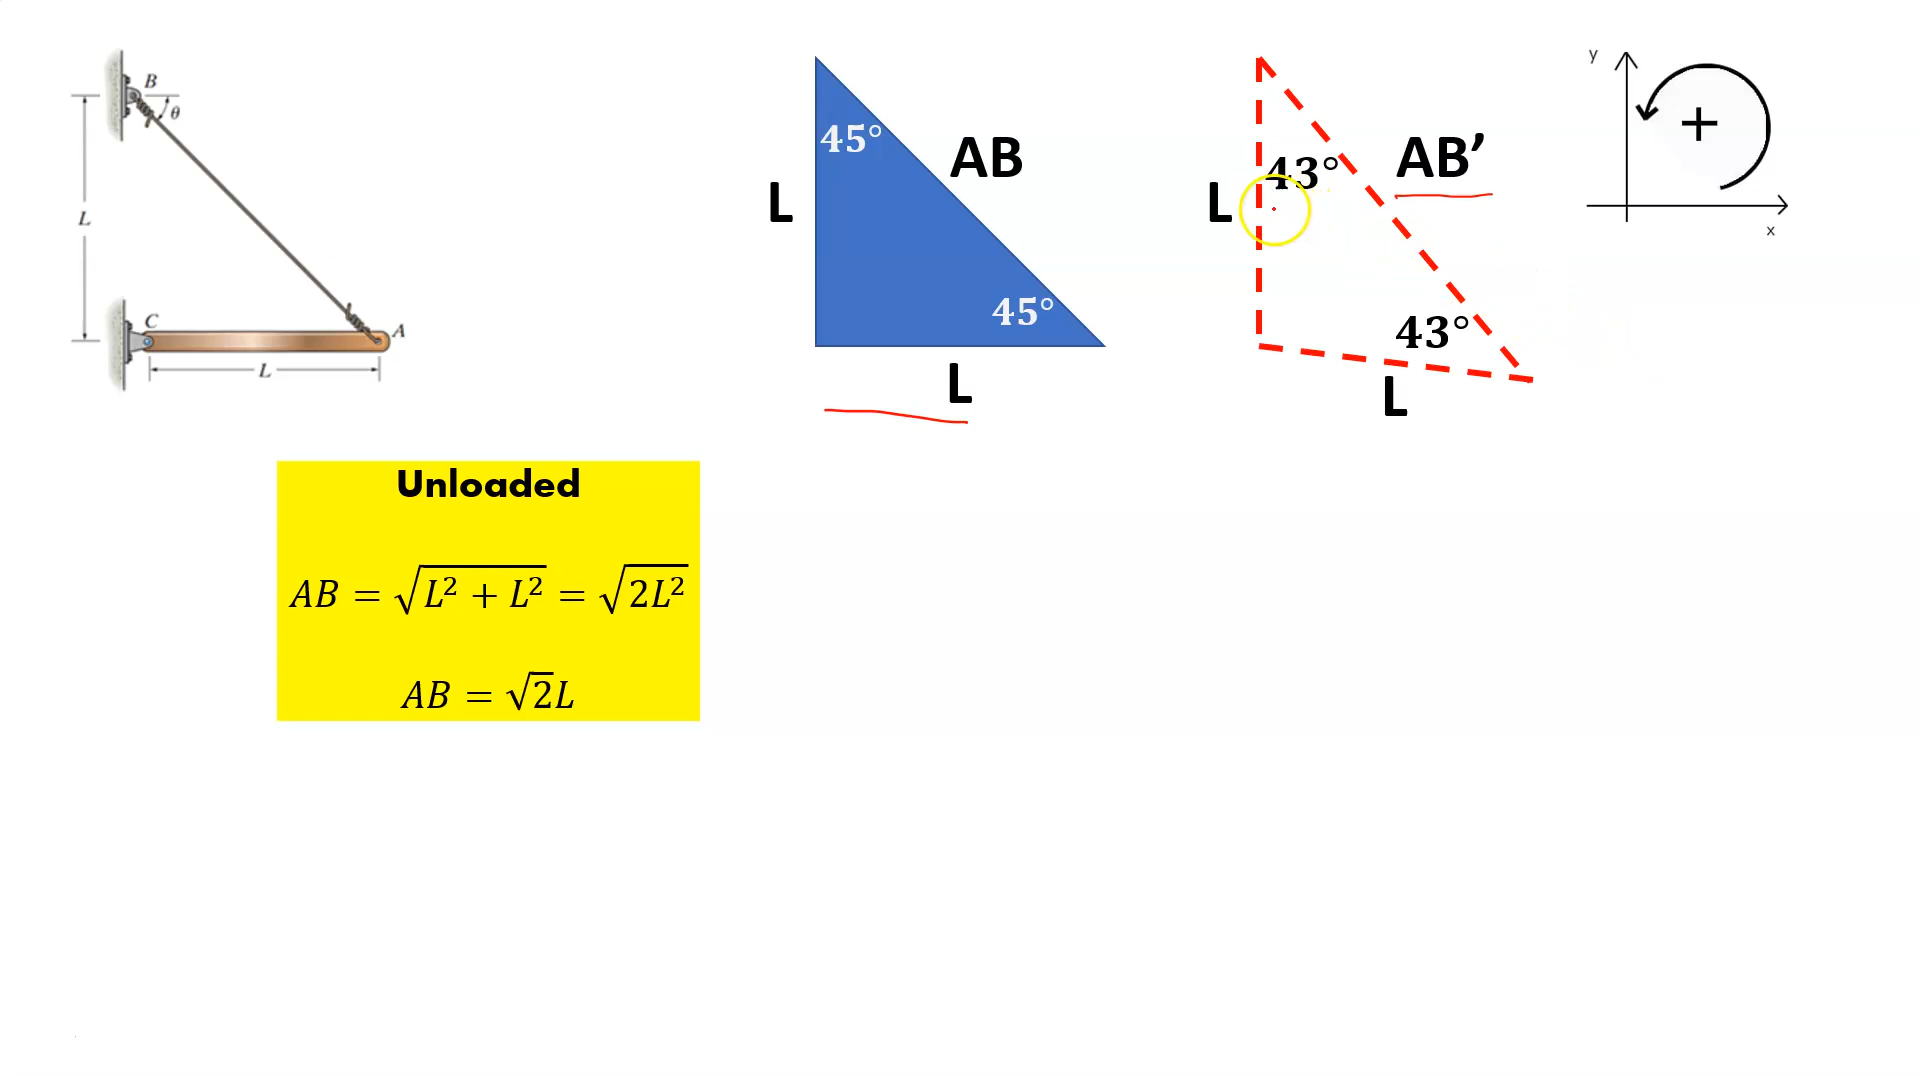 B
θ
L
C
A
L
45°
AB
L
45°
L
43°
AB’
L
43°
L
y
+
x
Unloaded
AB = √L² + L² = √2L²
AB = √2L